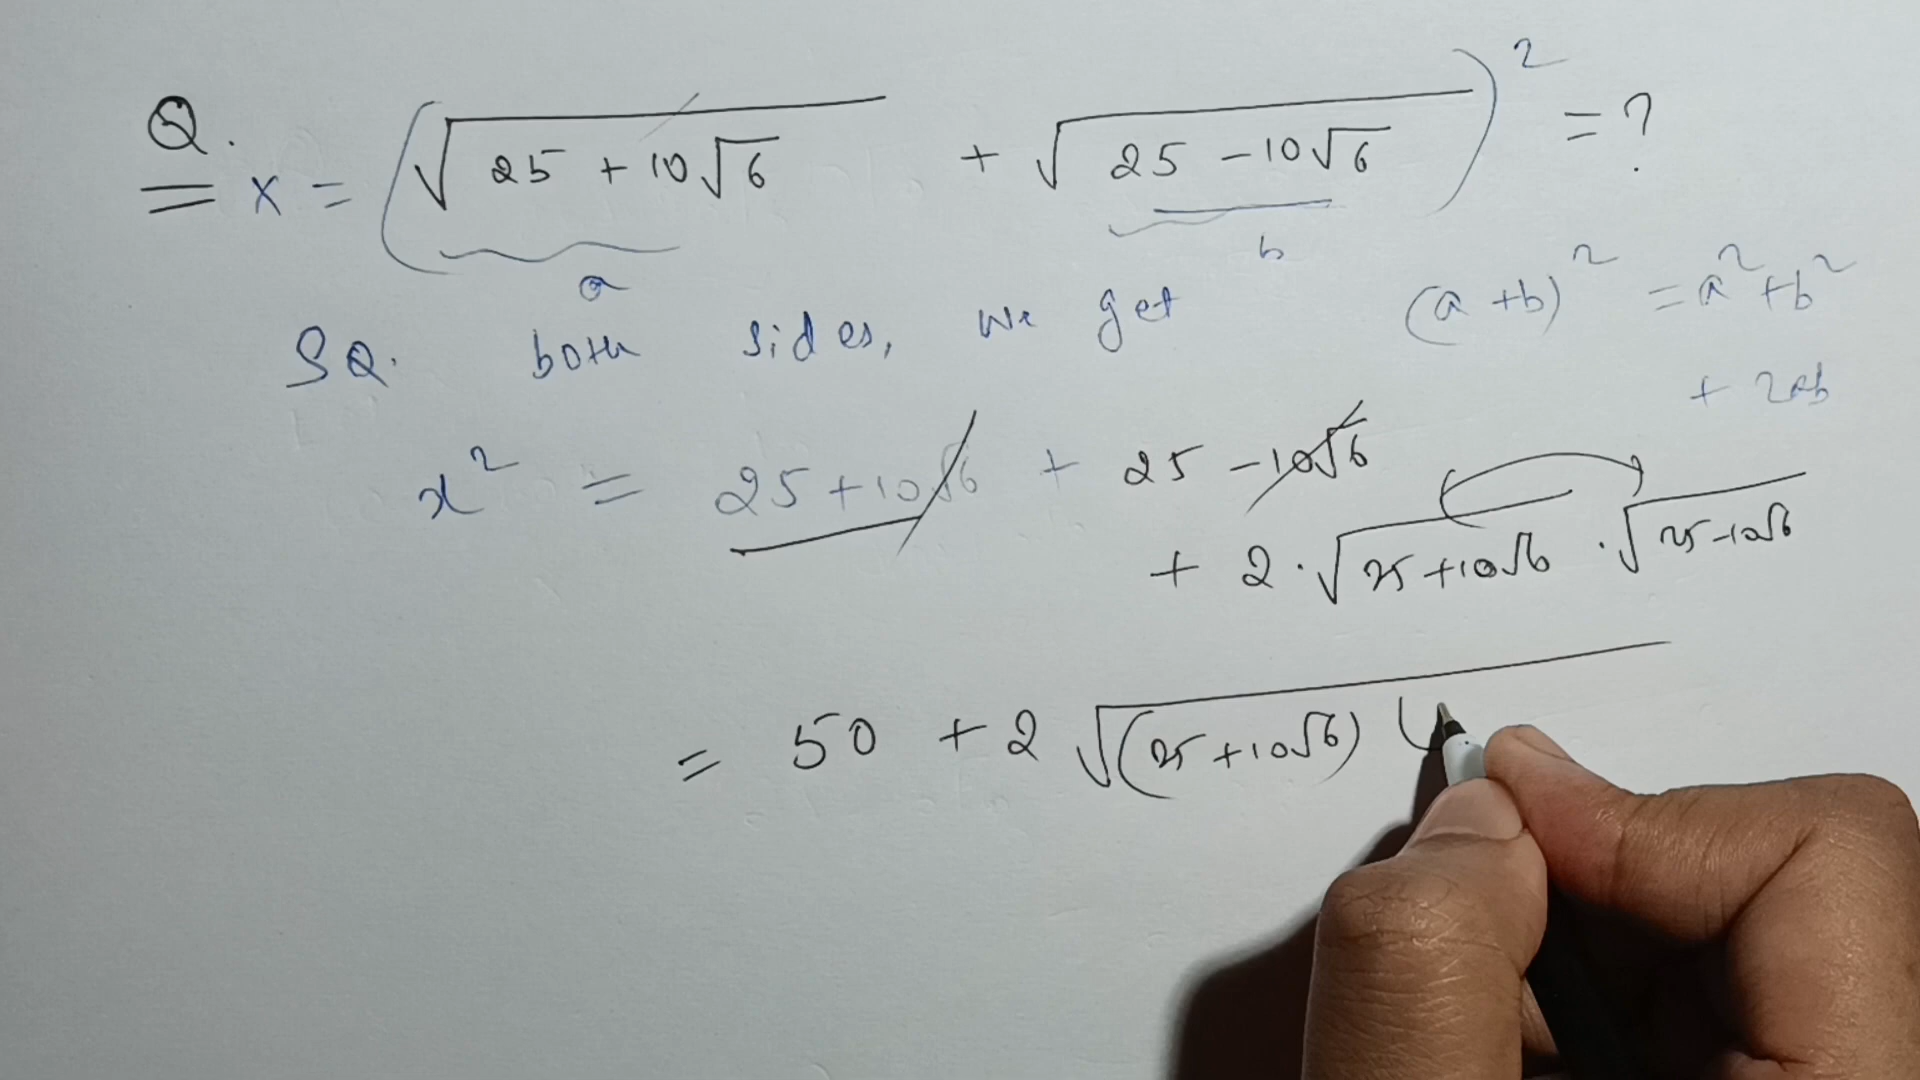 Q. x = (√(25 + 10√6) + √(25 - 10√6))² = ?
a b
SQ. both sides, we get (a + b)² = a² + b²
+ 2ab
x² = 25 + 10√6 + 25 - 10√6
+ 2 · √(25 + 10√6) · √(25 - 10√6)
= 50 + 2 √(25 + 10√6) (